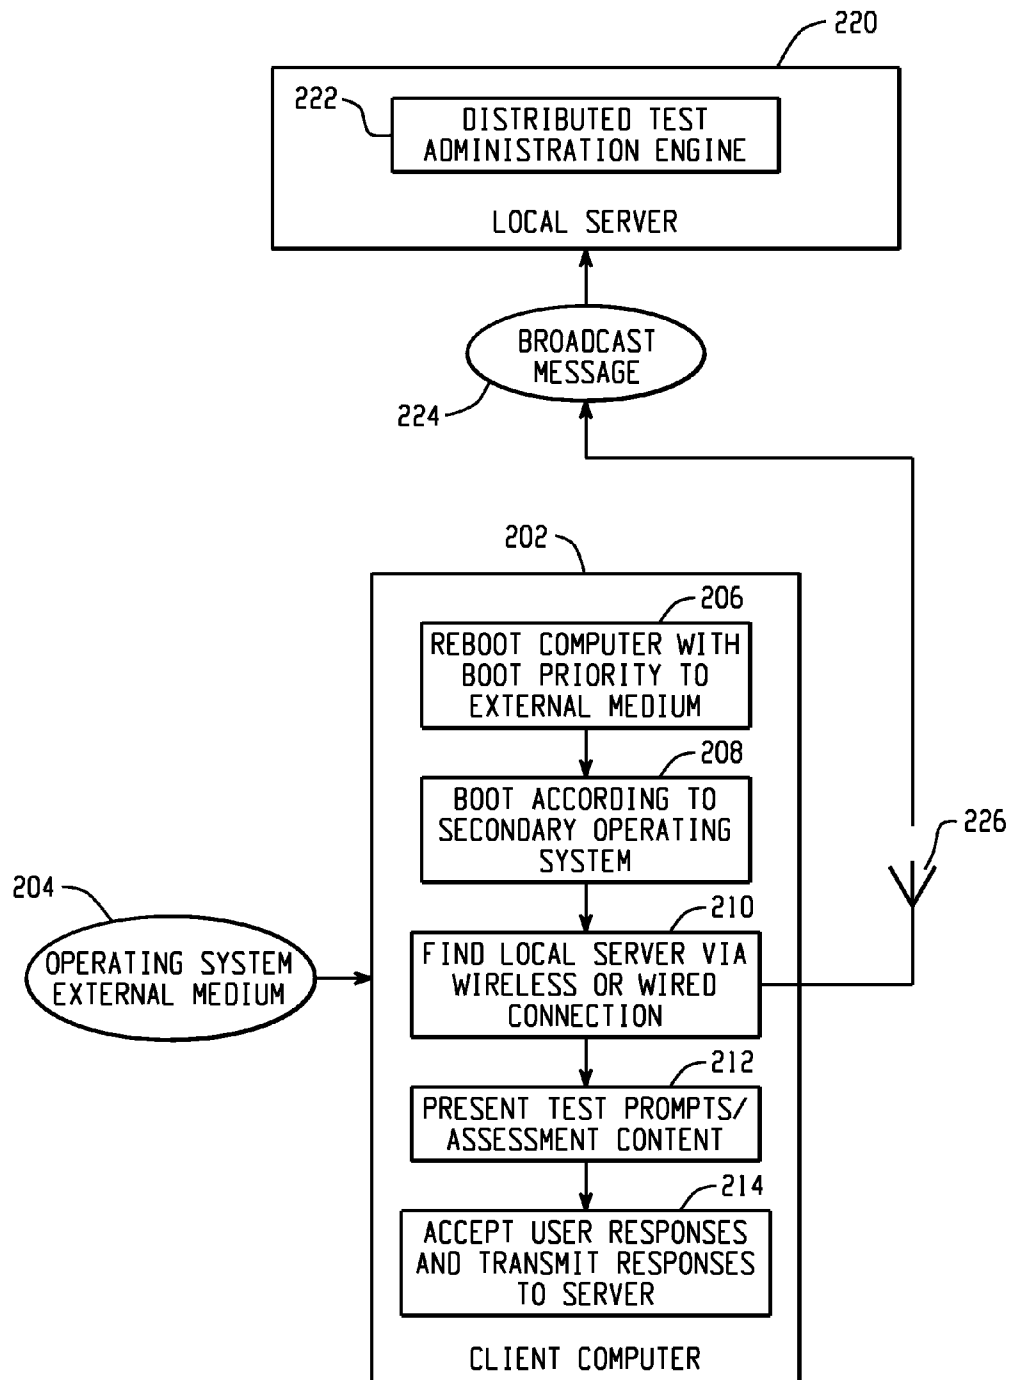 220
222
DISTRIBUTED TEST
ADMINISTRATION ENGINE
LOCAL SERVER
BROADCAST
MESSAGE
224
202
206
REBOOT COMPUTER WITH
BOOT PRIORITY TO
EXTERNAL MEDIUM
208
BOOT ACCORDING TO
SECONDARY OPERATING
SYSTEM
226
204
OPERATING SYSTEM
EXTERNAL MEDIUM
210
FIND LOCAL SERVER VIA
WIRELESS OR WIRED
CONNECTION
212
PRESENT TEST PROMPTS/
ASSESSMENT CONTENT
214
ACCEPT USER RESPONSES
AND TRANSMIT RESPONSES
TO SERVER
CLIENT COMPUTER